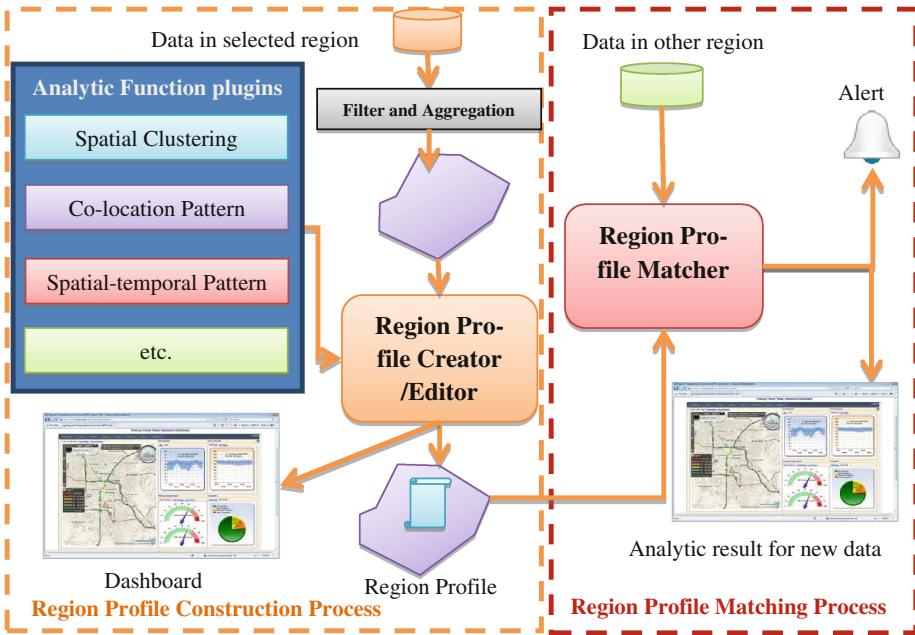 Data in selected region
Analytic Function plugins
Spatial Clustering
Co-location Pattern
Spatial-temporal Pattern
etc.
Filter and Aggregation
Region Pro-
file Creator
/Editor
Dashboard
Region Profile
Region Profile Construction Process
Data in other region
Alert
Region Pro-
file Matcher
Analytic result for new data
Region Profile Matching Process